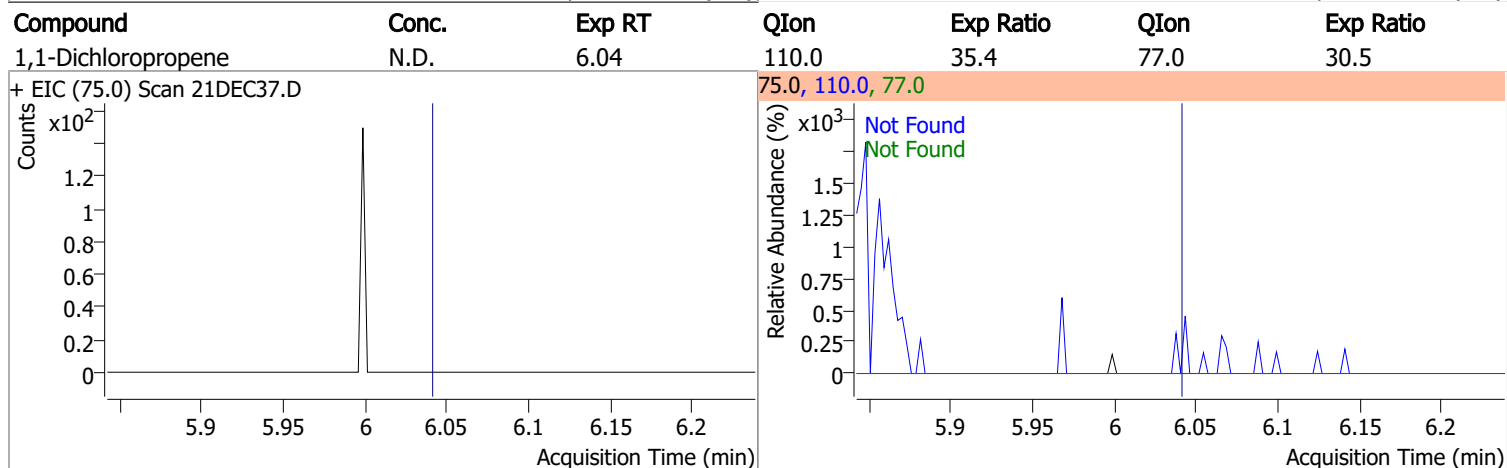 Compound Conc. Exp RT QIon Exp Ratio QIon Exp Ratio
1,1-Dichloropropene N.D. 6.04 110.0 35.4 77.0 30.5
+ EIC (75.0) Scan 21DEC37.D
Counts
x10²
1.2
1
0.8
0.6
0.4
0.2
0
5.9 5.95 6 6.05 6.1 6.15 6.2
Acquisition Time (min)
75.0, 110.0, 77.0
Relative Abundance (%)
x10³
Not Found
Not Found
1.5
1.25
1
0.75
0.5
0.25
0
5.9 5.95 6 6.05 6.1 6.15 6.2
Acquisition Time (min)